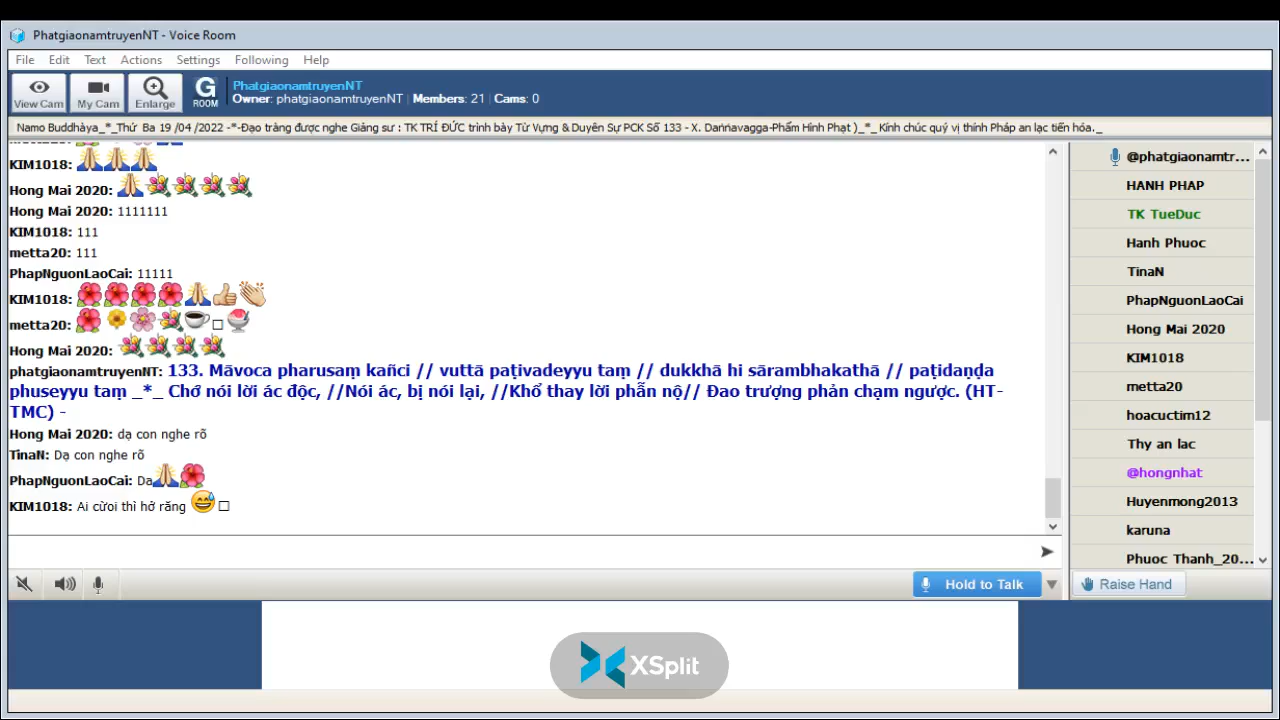 PhatgiaonamtruyenNT - Voice Room
File Edit Text Actions Settings Following Help
View Cam My Cam Enlarge G ROOM
PhatgiaonamtruyenNT
Owner: phatgiaonamtruyenNT | Members: 21 | Cams: 0
Namo Buddhàya_*_Thứ Ba 19 /04 /2022 -*-Đạo tràng được nghe Giảng sư : TK TRÍ ĐỨC trình bày Từ Vựng & Duyên Sự PCK Số 133 - X. Daṅṅavagga-Phẩm Hình Phạt )_*_ Kính chúc quý vị thính Pháp an lạc tiến hóa._
KIM1018:
Hong Mai 2020:
Hong Mai 2020: 1111111
KIM1018: 111
metta20: 111
PhapNguonLaoCai: 11111
KIM1018:
metta20:
Hong Mai 2020:
phatgiaonamtruyenNT: 133. Māvoca pharusaṃ kañci // vuttā paṭivadeyyu taṃ // dukkhā hi sārambhakathā // paṭidaṇḍa
phuseyyu taṃ _*_ Chớ nói lời ác độc, //Nói ác, bị nói lại, //Khổ thay lời phẫn nộ// Đao trượng phản chạm ngược. (HT-
TMC) -
Hong Mai 2020: dạ con nghe rõ
TinaN: Dạ con nghe rõ
PhapNguonLaoCai: Da
KIM1018: Ai cừoi thì hở răng
@phatgiaonamtr...
HANH PHAP
TK TueDuc
Hanh Phuoc
TinaN
PhapNguonLaoCai
Hong Mai 2020
KIM1018
metta20
hoacuctim12
Thy an lac
@hongnhat
Huyenmong2013
karuna
Phuoc Thanh_20...
Hold to Talk
Raise Hand
XSplit